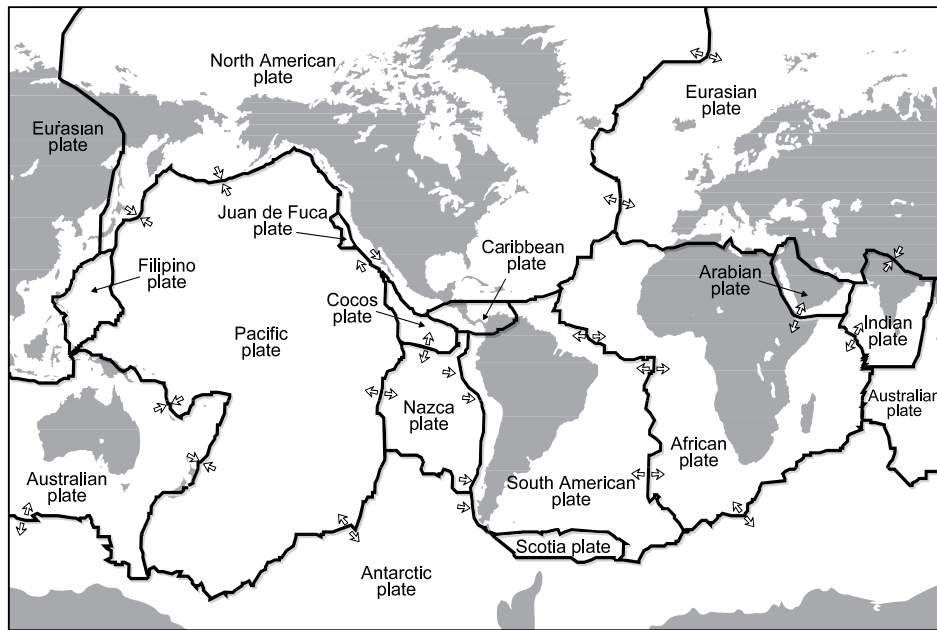 North American
plate
Eurasian
plate
Eurasian
plate
Juan de Fuca
plate
Caribbean
plate
Filipino
plate
Arabian
plate
Cocos
plate
Pacific
plate
Indian
plate
Nazca
plate
Australian
plate
African
plate
Australian
plate
South American
plate
Scotia plate
Antarctic
plate